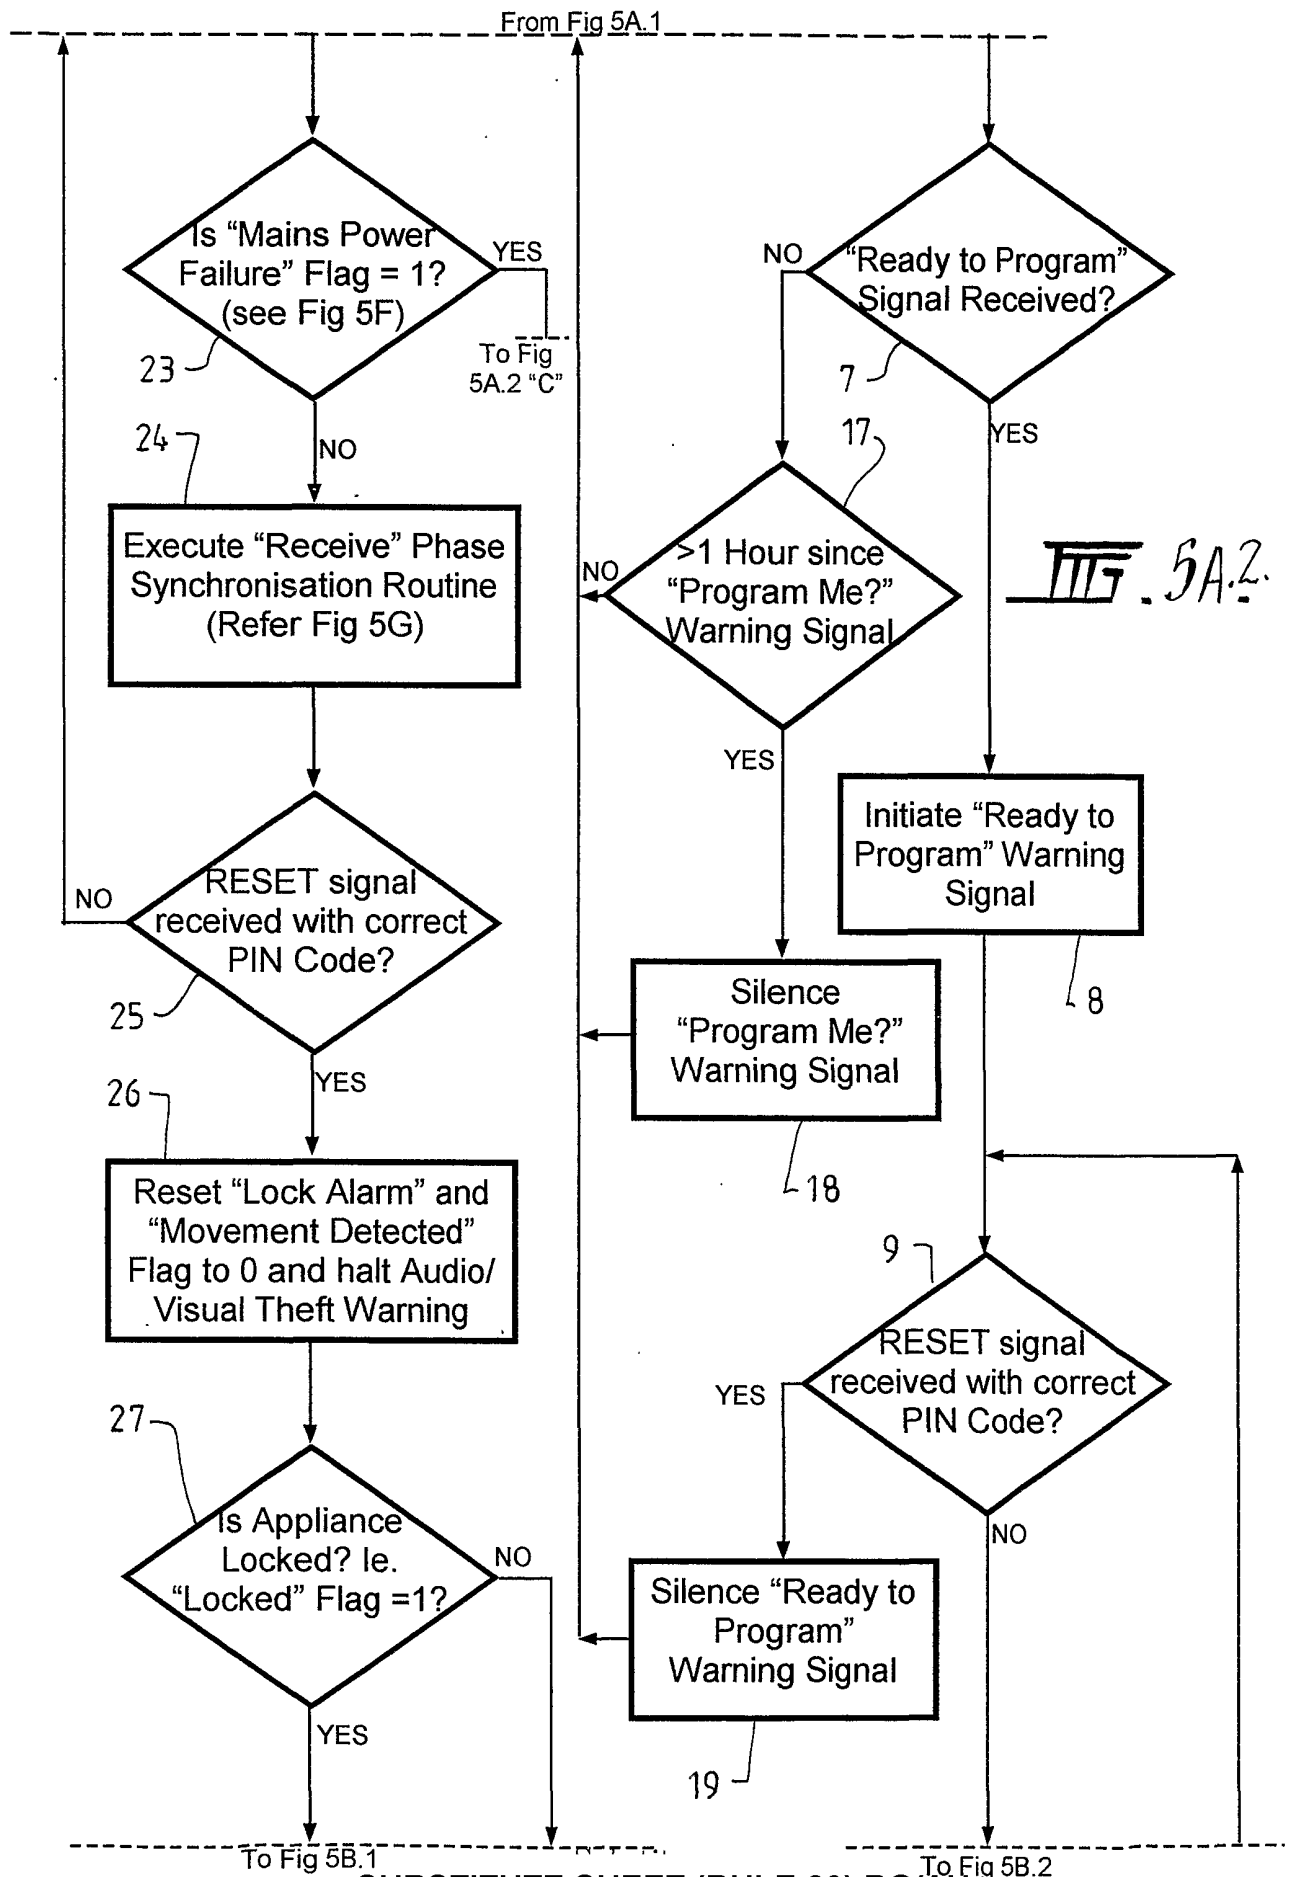 From Fig 5A.1
Is “Mains Power
Failure” Flag = 1?
(see Fig 5F)
YES
To Fig
5A.2 “C”
23
NO
24
Execute “Receive” Phase
Synchronisation Routine
(Refer Fig 5G)
RESET signal
received with correct
PIN Code?
NO
25
YES
26
Reset “Lock Alarm” and
“Movement Detected”
Flag to 0 and halt Audio/
Visual Theft Warning
27
Is Appliance
Locked? Ie.
“Locked” Flag =1?
NO
YES
To Fig 5B.1
“Ready to Program”
Signal Received?
NO
7
YES
17
>1 Hour since
“Program Me?”
Warning Signal
NO
YES
FIG. 5A.2.
Initiate “Ready to
Program” Warning
Signal
8
Silence
“Program Me?”
Warning Signal
18
9
RESET signal
received with correct
PIN Code?
YES
NO
Silence “Ready to
Program”
Warning Signal
19
To Fig 5B.2